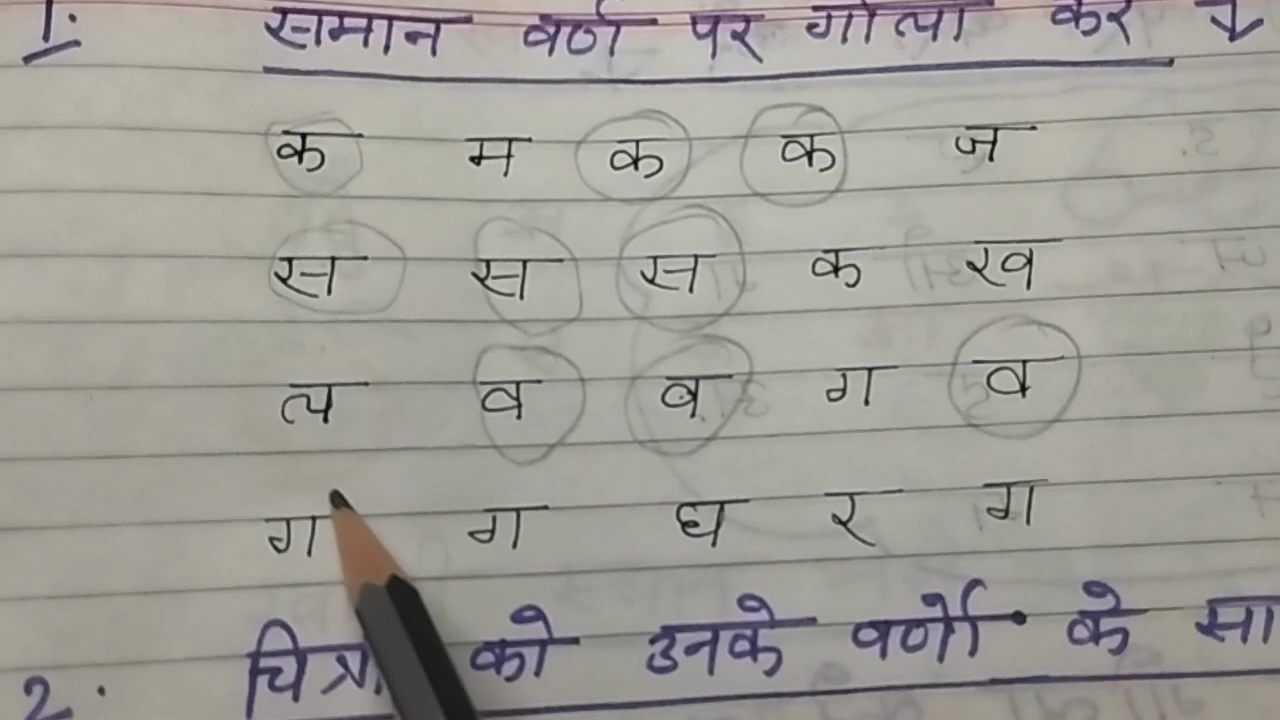 1. समान वर्ण पर गोला करे ↓
क म क क ज
स स स क ख
ल व व ग व
ग ग घ र ग
2. चित्र को उनके वर्णो के सा